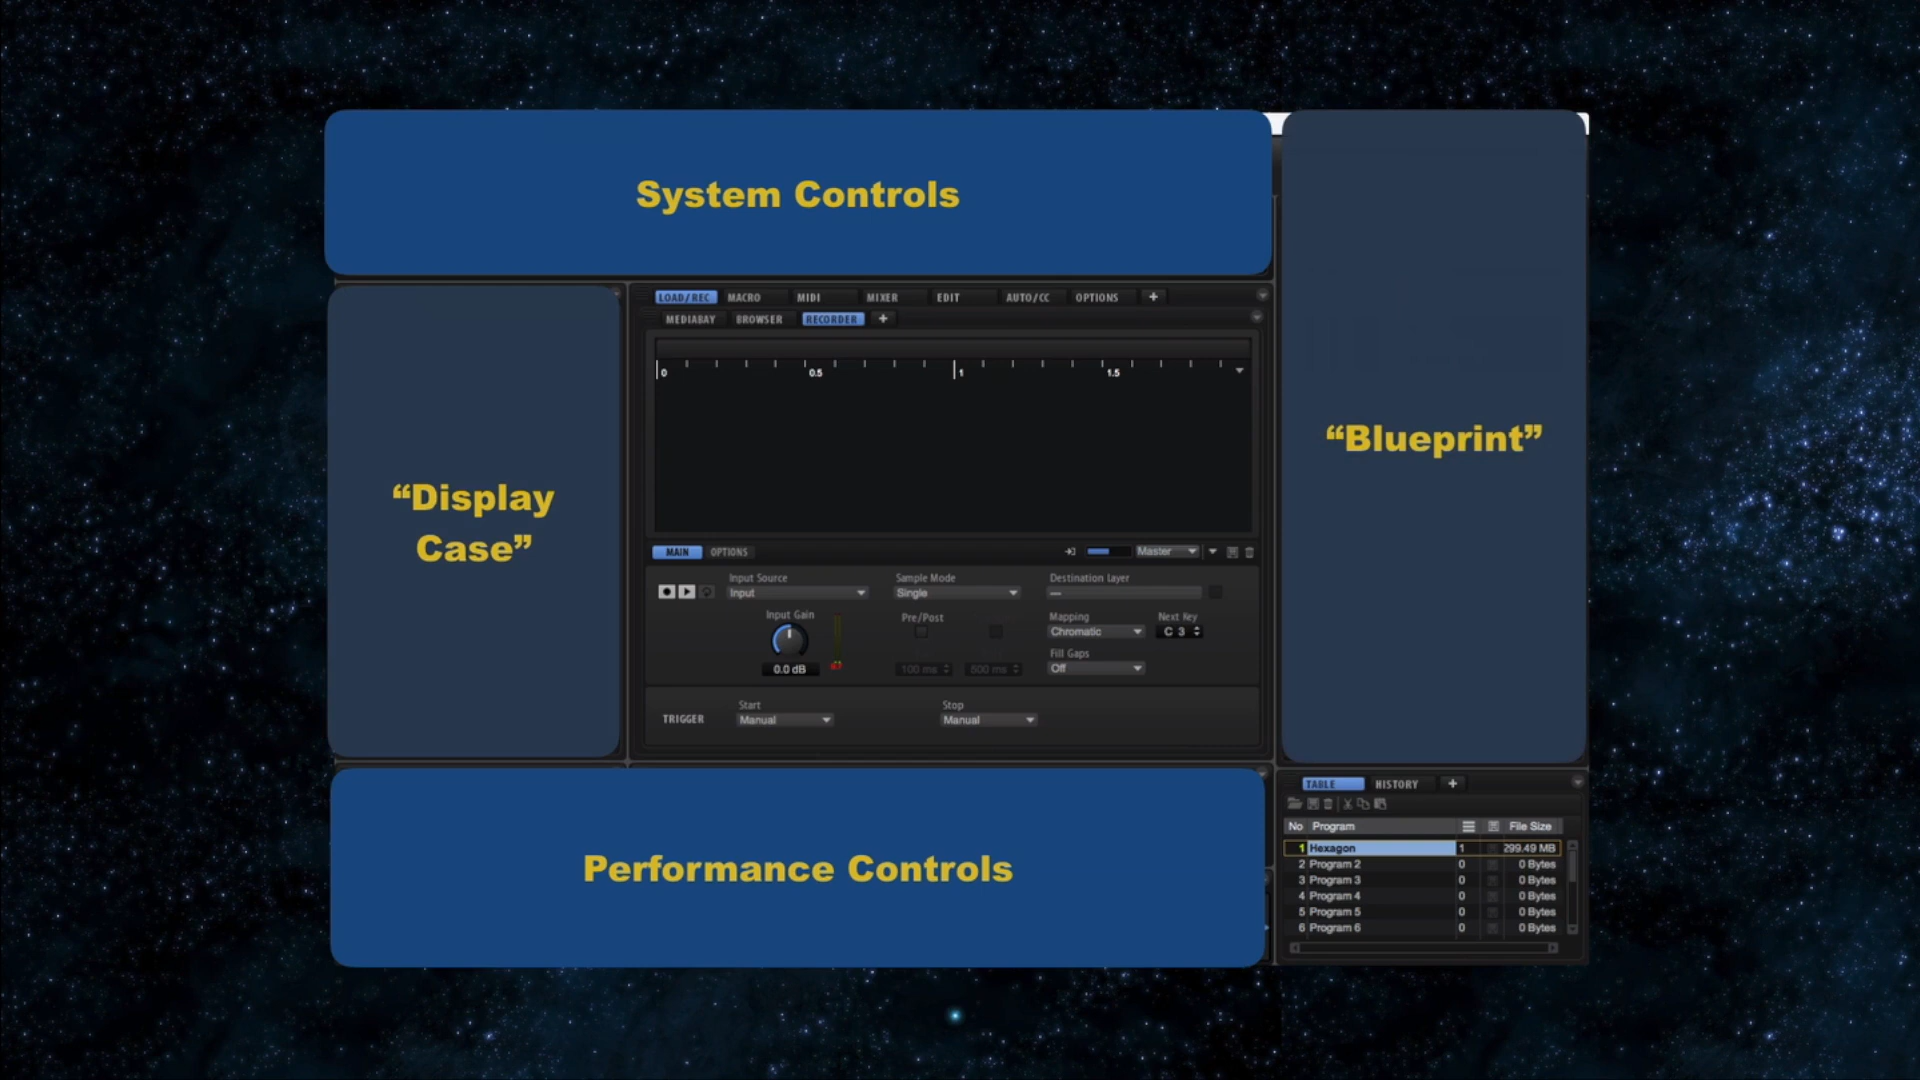 System Controls
LOAD/REC MACRO MIDI MIXER EDIT AUTO/CC OPTIONS +
MEDIABAY BROWSER RECORDER +
0 0.5 1 1.5
“Display
Case”
“Blueprint”
MAIN OPTIONS Master
Input Source Sample Mode Destination Layer
Input Single ---
Input Gain Pre/Post Mapping Next Key
Chromatic C 3
Fill Gaps
0.0 dB 100 ms 500 ms Off
Start Stop
TRIGGER Manual Manual
Performance Controls
TABLE HISTORY +
No Program File Size
1 Hexagon 1 299.49 MB
2 Program 2 0 0 Bytes
3 Program 3 0 0 Bytes
4 Program 4 0 0 Bytes
5 Program 5 0 0 Bytes
6 Program 6 0 0 Bytes